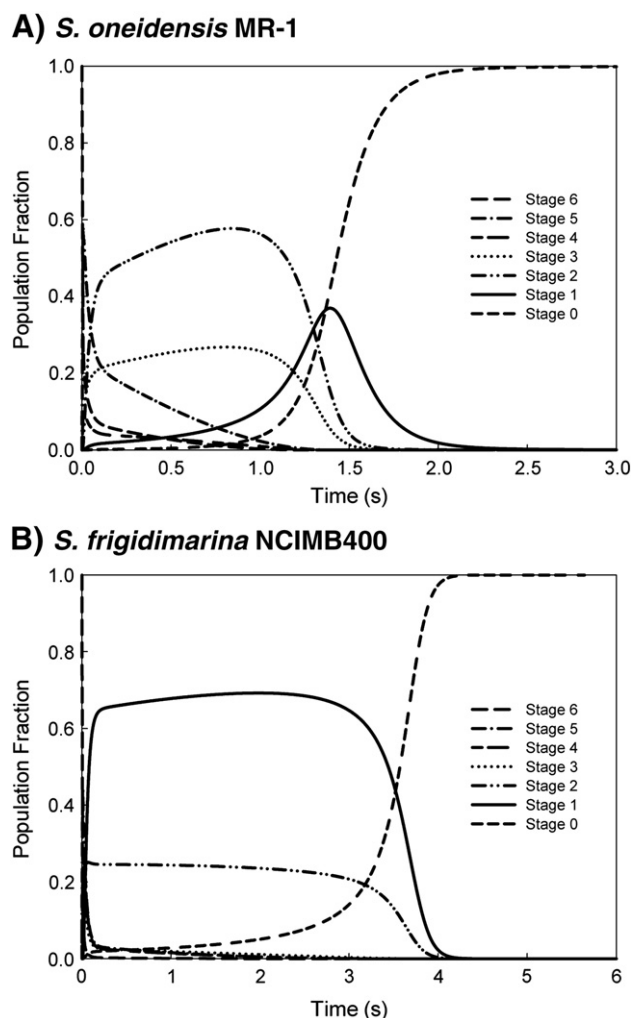 A) S. oneidensis MR-1
1.0
0.8
0.6
0.4
0.2
0.0
Population Fraction
Stage 6
Stage 5
Stage 4
Stage 3
Stage 2
Stage 1
Stage 0
0.0 0.5 1.0 1.5 2.0 2.5 3.0
Time (s)
B) S. frigidimarina NCIMB400
1.0
0.8
0.6
0.4
0.2
0.0
Population Fraction
Stage 6
Stage 5
Stage 4
Stage 3
Stage 2
Stage 1
Stage 0
0 1 2 3 4 5 6
Time (s)